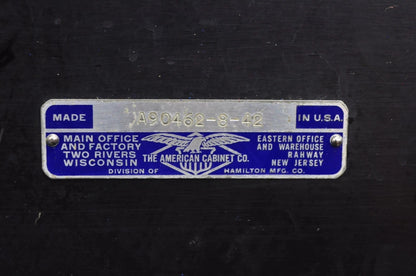 MADE A90462-8-42 IN U.S.A.
MAIN OFFICE
AND FACTORY
TWO RIVERS
WISCONSIN
THE AMERICAN CABINET CO.
EASTERN OFFICE
AND WAREHOUSE
RAHWAY
NEW JERSEY
DIVISION OF HAMILTON MFG. CO.